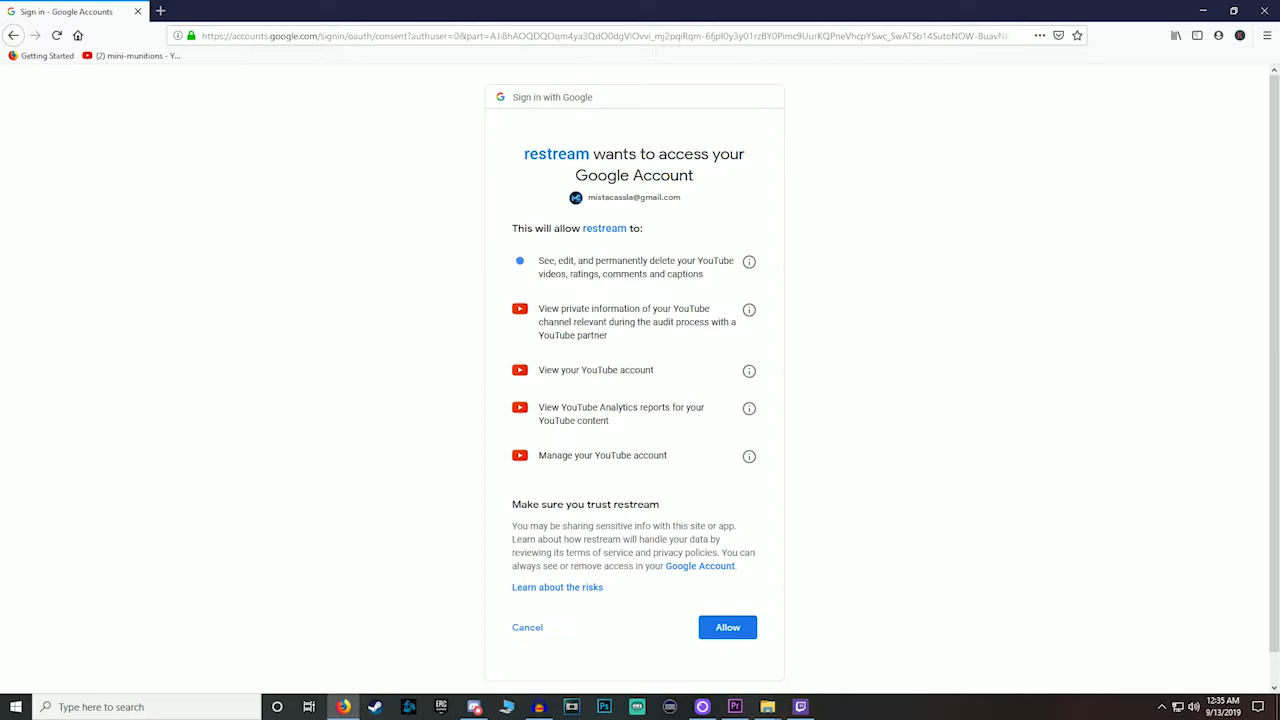 Sign in - Google Accounts
Getting Started
(2) mini-munitions - Y...
Sign in with Google
restream wants to access your
Google Account
mistacassla@gmail.com
This will allow restream to:
See, edit, and permanently delete your YouTube
videos, ratings, comments and captions
View private information of your YouTube
channel relevant during the audit process with a
YouTube partner
View your YouTube account
View YouTube Analytics reports for your
YouTube content
Manage your YouTube account
Make sure you trust restream
You may be sharing sensitive info with this site or app.
Learn about how restream will handle your data by
reviewing its terms of service and privacy policies. You can
always see or remove access in your Google Account.
Learn about the risks
Cancel
Allow
Type here to search
EPIC
GAMES
Ps
Pr
12:35 AM
9/13/2019